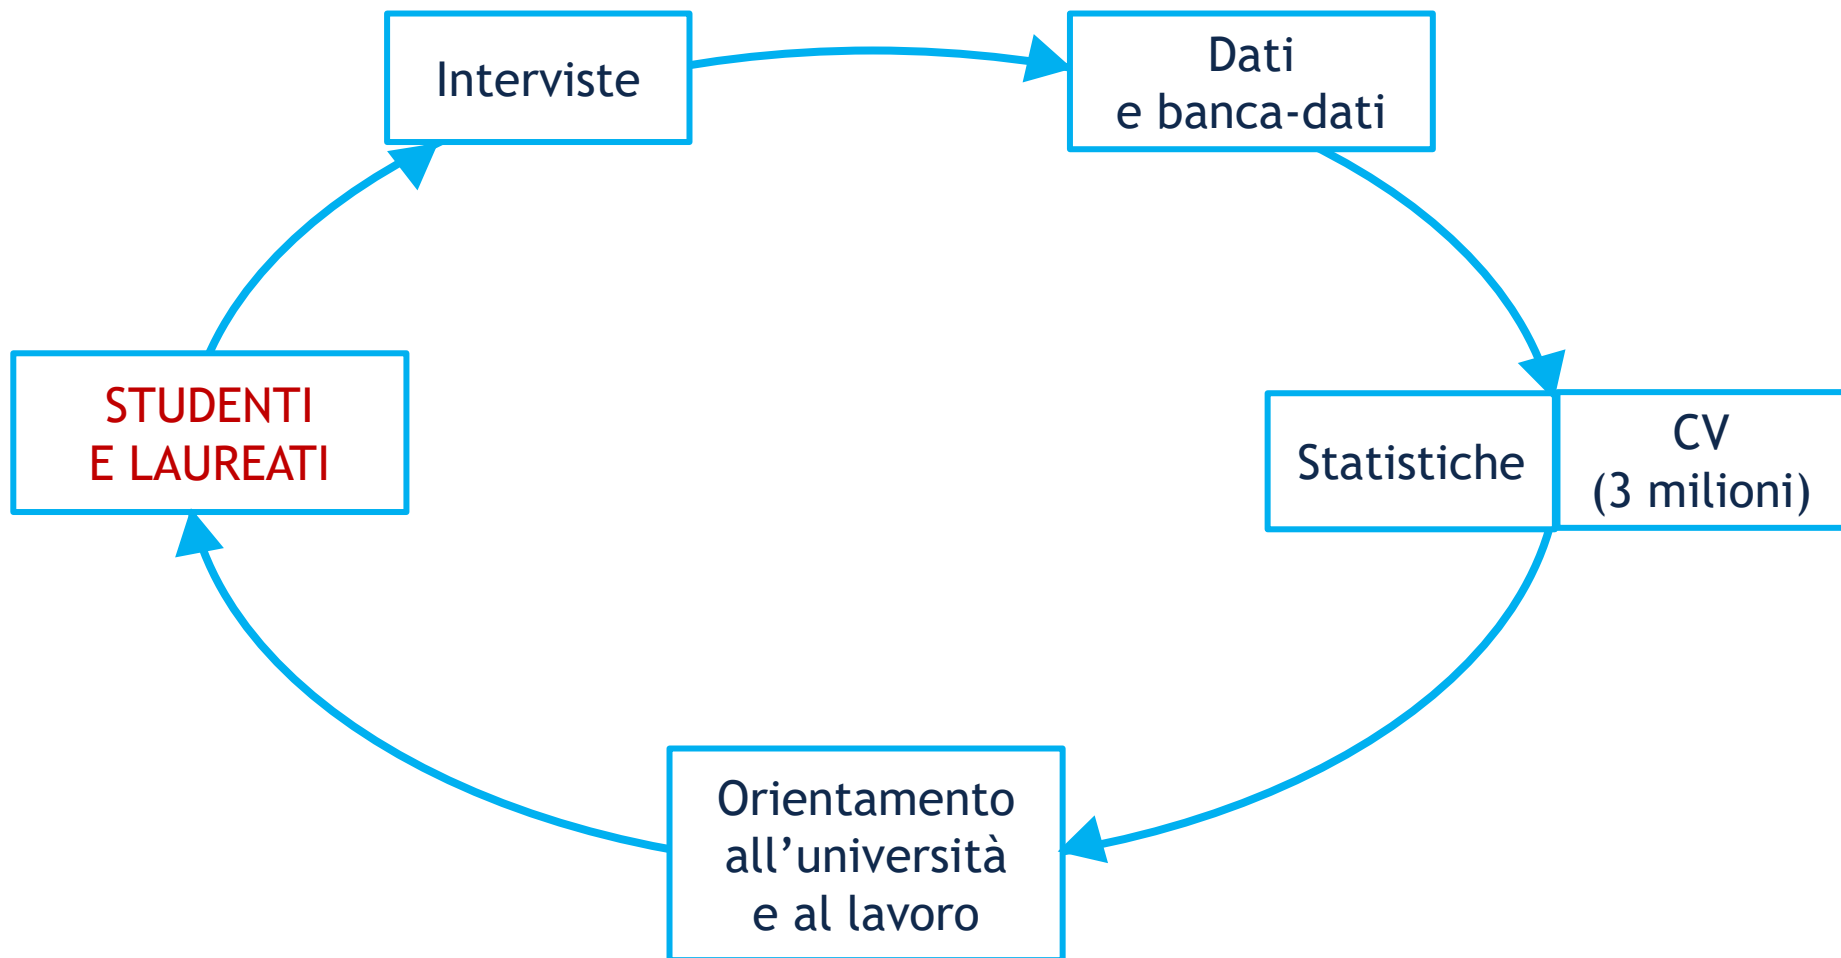 Interviste
Dati
e banca-dati
STUDENTI
E LAUREATI
Statistiche
CV
(3 milioni)
Orientamento
all’università
e al lavoro